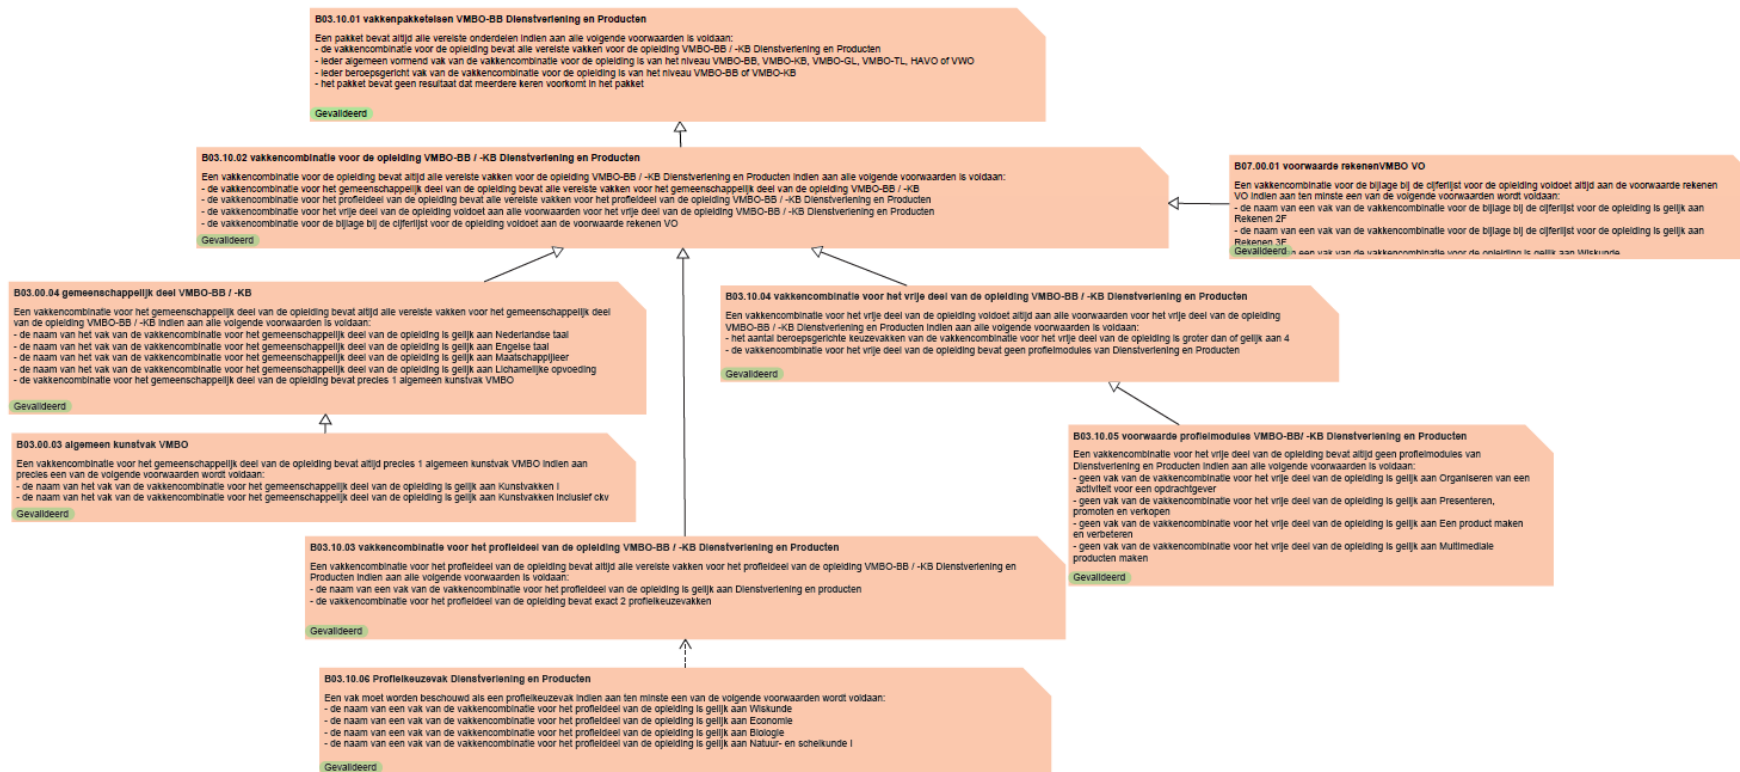 B03.10.01 vakkenpakketeisen VMBO-BB Dienstverlening en Producten
Een pakket bevat altijd alle vereiste onderdelen indien aan alle volgende voorwaarden is voldaan:
- de vakkencombinatie voor de opleiding bevat alle vereiste vakken voor de opleiding VMBO-BB / -KB Dienstverlening en Producten
- ieder algemeen vormend vak van de vakkencombinatie voor de opleiding is van het niveau VMBO-BB, VMBO-KB, VMBO-GL, VMBO-TL, HAVO of VWO
- ieder beroepsgericht vak van de vakkencombinatie voor de opleiding is van het niveau VMBO-BB of VMBO-KB
- het pakket bevat geen resultaat dat meerdere keren voorkomt in het pakket
Gevalideerd
B03.10.02 vakkencombinatie voor de opleiding VMBO-BB / -KB Dienstverlening en Producten
Een vakkencombinatie voor de opleiding bevat altijd alle vereiste vakken voor de opleiding VMBO-BB / -KB Dienstverlening en Producten indien aan alle volgende voorwaarden is voldaan:
- de vakkencombinatie voor het gemeenschappelijk deel van de opleiding bevat alle vereiste vakken voor het gemeenschappelijk deel van de opleiding VMBO-BB / -KB
- de vakkencombinatie voor het profieldeel van de opleiding bevat alle vereiste vakken voor het profieldeel van de opleiding VMBO-BB / -KB Dienstverlening en Producten
- de vakkencombinatie voor het vrije deel van de opleiding voldoet aan alle voorwaarden voor het vrije deel van de opleiding VMBO-BB / -KB Dienstverlening en Producten
- de vakkencombinatie voor de bijlage bij de cijferlijst voor de opleiding voldoet aan de voorwaarde rekenen VO
Gevalideerd
B07.00.01 voorwaarde rekenenVMBO VO
Een vakkencombinatie voor de bijlage bij de cijferlijst voor de opleiding voldoet altijd aan de voorwaarde rekenen
VO indien aan ten minste een van de volgende voorwaarden wordt voldaan:
- de naam van een vak van de vakkencombinatie voor de bijlage bij de cijferlijst voor de opleiding is gelijk aan
Rekenen 2F
- de naam van een vak van de vakkencombinatie voor de bijlage bij de cijferlijst voor de opleiding is gelijk aan
Rekenen 3F
een vak van de vakkencombinatie voor de opleiding is gelijk aan Wiskunde
Gevalideerd
B03.00.04 gemeenschappelijk deel VMBO-BB / -KB
Een vakkencombinatie voor het gemeenschappelijk deel van de opleiding bevat altijd alle vereiste vakken voor het gemeenschappelijk deel
van de opleiding VMBO-BB / -KB indien aan alle volgende voorwaarden is voldaan:
- de naam van het vak van de vakkencombinatie voor het gemeenschappelijk deel van de opleiding is gelijk aan Nederlandse taal
- de naam van het vak van de vakkencombinatie voor het gemeenschappelijk deel van de opleiding is gelijk aan Engelse taal
- de naam van het vak van de vakkencombinatie voor het gemeenschappelijk deel van de opleiding is gelijk aan Maatschappijleer
- de naam van het vak van de vakkencombinatie voor het gemeenschappelijk deel van de opleiding is gelijk aan Lichamelijke opvoeding
- de vakkencombinatie voor het gemeenschappelijk deel van de opleiding bevat precies 1 algemeen kunstvak VMBO
Gevalideerd
B03.10.04 vakkencombinatie voor het vrije deel van de opleiding VMBO-BB / -KB Dienstverlening en Producten
Een vakkencombinatie voor het vrije deel van de opleiding voldoet altijd aan alle voorwaarden voor het vrije deel van de opleiding
VMBO-BB / -KB Dienstverlening en Producten indien aan alle volgende voorwaarden is voldaan:
- het aantal beroepsgerichte keuzevakken van de vakkencombinatie voor het vrije deel van de opleiding is groter dan of gelijk aan 4
- de vakkencombinatie voor het vrije deel van de opleiding bevat geen profielmodules van Dienstverlening en Producten
Gevalideerd
B03.00.03 algemeen kunstvak VMBO
Een vakkencombinatie voor het gemeenschappelijk deel van de opleiding bevat altijd precies 1 algemeen kunstvak VMBO indien aan
precies een van de volgende voorwaarden wordt voldaan:
- de naam van het vak van de vakkencombinatie voor het gemeenschappelijk deel van de opleiding is gelijk aan Kunstvakken I
- de naam van het vak van de vakkencombinatie voor het gemeenschappelijk deel van de opleiding is gelijk aan Kunstvakken inclusief ckv
Gevalideerd
B03.10.05 voorwaarde profielmodules VMBO-BB/ -KB Dienstverlening en Producten
Een vakkencombinatie voor het vrije deel van de opleiding bevat altijd geen profielmodules van
Dienstverlening en Producten indien aan alle volgende voorwaarden is voldaan:
- geen vak van de vakkencombinatie voor het vrije deel van de opleiding is gelijk aan Organiseren van een
activiteit voor een opdrachtgever
- geen vak van de vakkencombinatie voor het vrije deel van de opleiding is gelijk aan Presenteren,
promoten en verkopen
- geen vak van de vakkencombinatie voor het vrije deel van de opleiding is gelijk aan Een product maken
en verbeteren
- geen vak van de vakkencombinatie voor het vrije deel van de opleiding is gelijk aan Multimediale
producten maken
Gevalideerd
B03.10.03 vakkencombinatie voor het profieldeel van de opleiding VMBO-BB / -KB Dienstverlening en Producten
Een vakkencombinatie voor het profieldeel van de opleiding bevat altijd alle vereiste vakken voor het profieldeel van de opleiding VMBO-BB / -KB Dienstverlening en
Producten indien aan alle volgende voorwaarden is voldaan:
- de naam van een vak van de vakkencombinatie voor het profieldeel van de opleiding is gelijk aan Dienstverlening en producten
- de vakkencombinatie voor het profieldeel van de opleiding bevat exact 2 profielkeuzevakken
Gevalideerd
B03.10.06 Profielkeuzevak Dienstverlening en Producten
Een vak moet worden beschouwd als een profielkeuzevak indien aan ten minste een van de volgende voorwaarden wordt voldaan:
- de naam van een vak van de vakkencombinatie voor het profieldeel van de opleiding is gelijk aan Wiskunde
- de naam van een vak van de vakkencombinatie voor het profieldeel van de opleiding is gelijk aan Economie
- de naam van een vak van de vakkencombinatie voor het profieldeel van de opleiding is gelijk aan Biologie
- de naam van een vak van de vakkencombinatie voor het profieldeel van de opleiding is gelijk aan Natuur- en scheikunde I
Gevalideerd